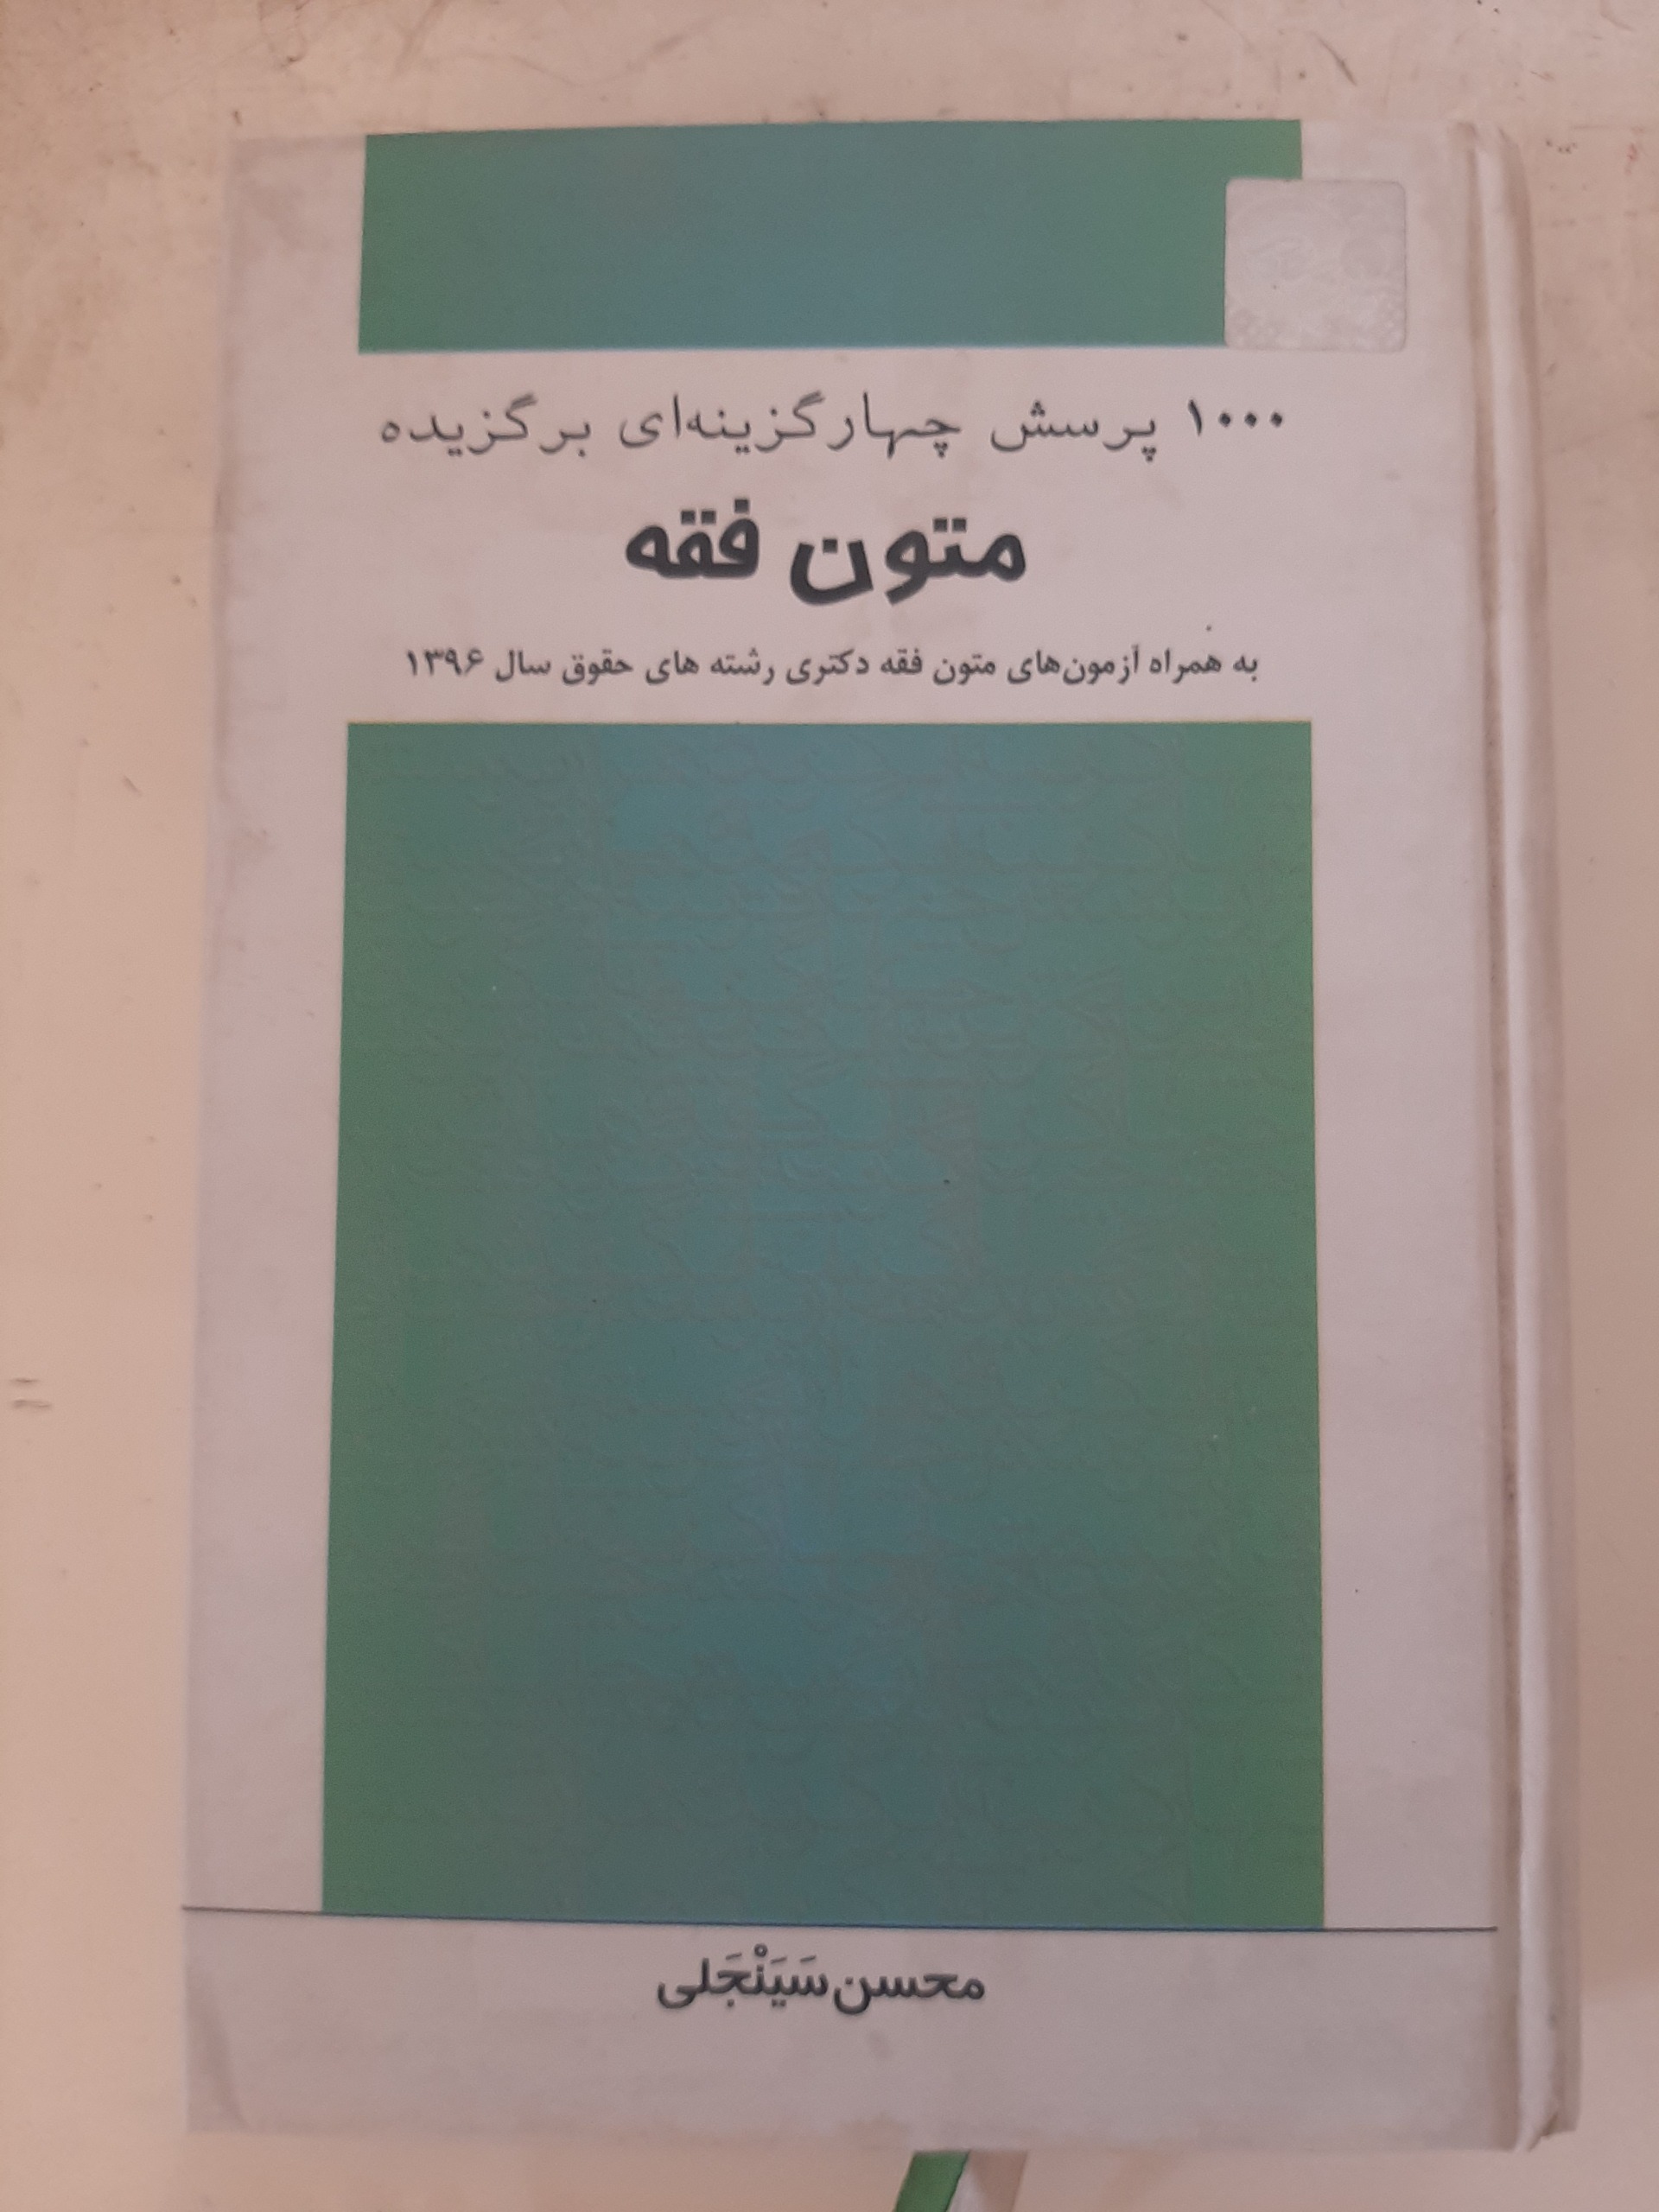 ۱۰۰۰ پرسش چهارگزینه‌ای برگزیده
متون فقه
به همراه آزمون‌های متون فقه دکتری رشته های حقوق سال ۱۳۹۶
محسن سَیَنْجَلی